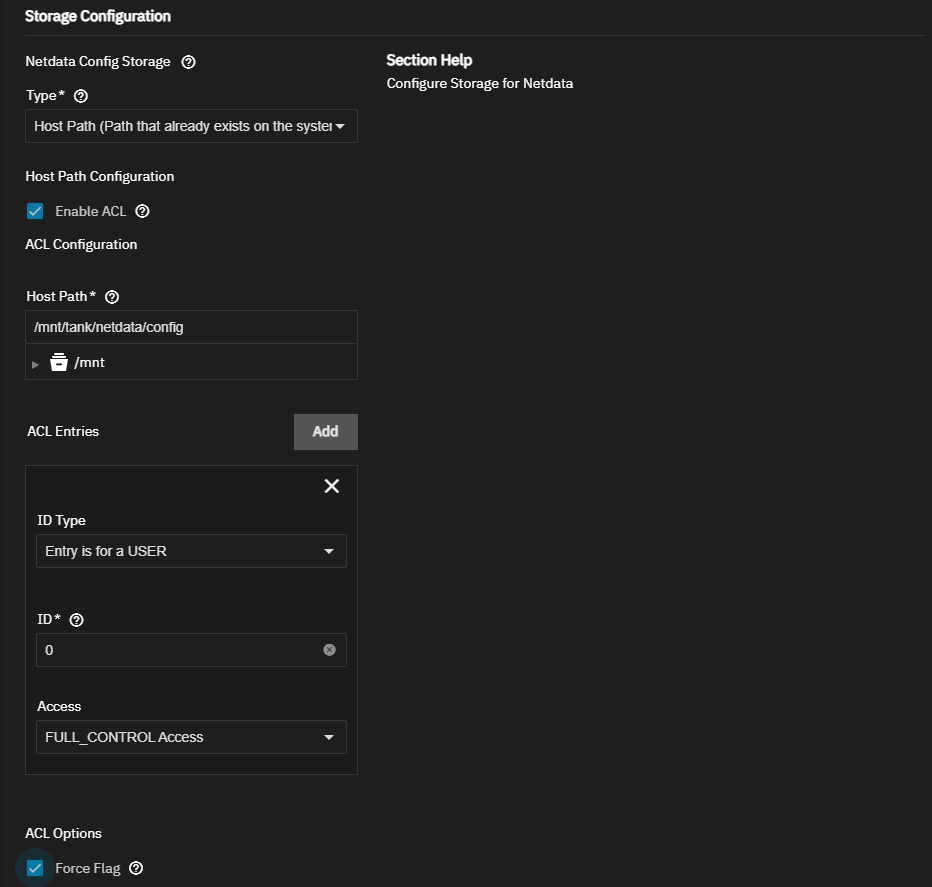 Storage Configuration
Netdata Config Storage
Type*
Host Path (Path that already exists on the system
Host Path Configuration
Enable ACL
ACL Configuration
Host Path*
/mnt/tank/netdata/config
/mnt
ACL Entries
Add
ID Type
Entry is for a USER
ID*
0
Access
FULL_CONTROL Access
ACL Options
Force Flag
Section Help
Configure Storage for Netdata